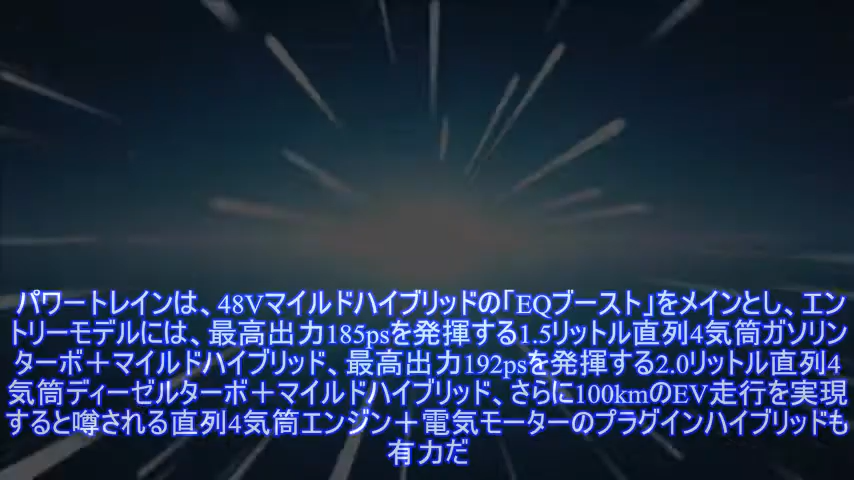 パワートレインは、48Vマイルドハイブリッドの「EQブースト」をメインとし、エン
トリーモデルには、最高出力185psを発揮する1.5リットル直列4気筒ガソリン
ターボ＋マイルドハイブリッド、最高出力192psを発揮する2.0リットル直列4
気筒ディーゼルターボ＋マイルドハイブリッド、さらに100kmのEV走行を実現
すると噂される直列4気筒エンジン＋電気モーターのプラグインハイブリッドも
有力だ